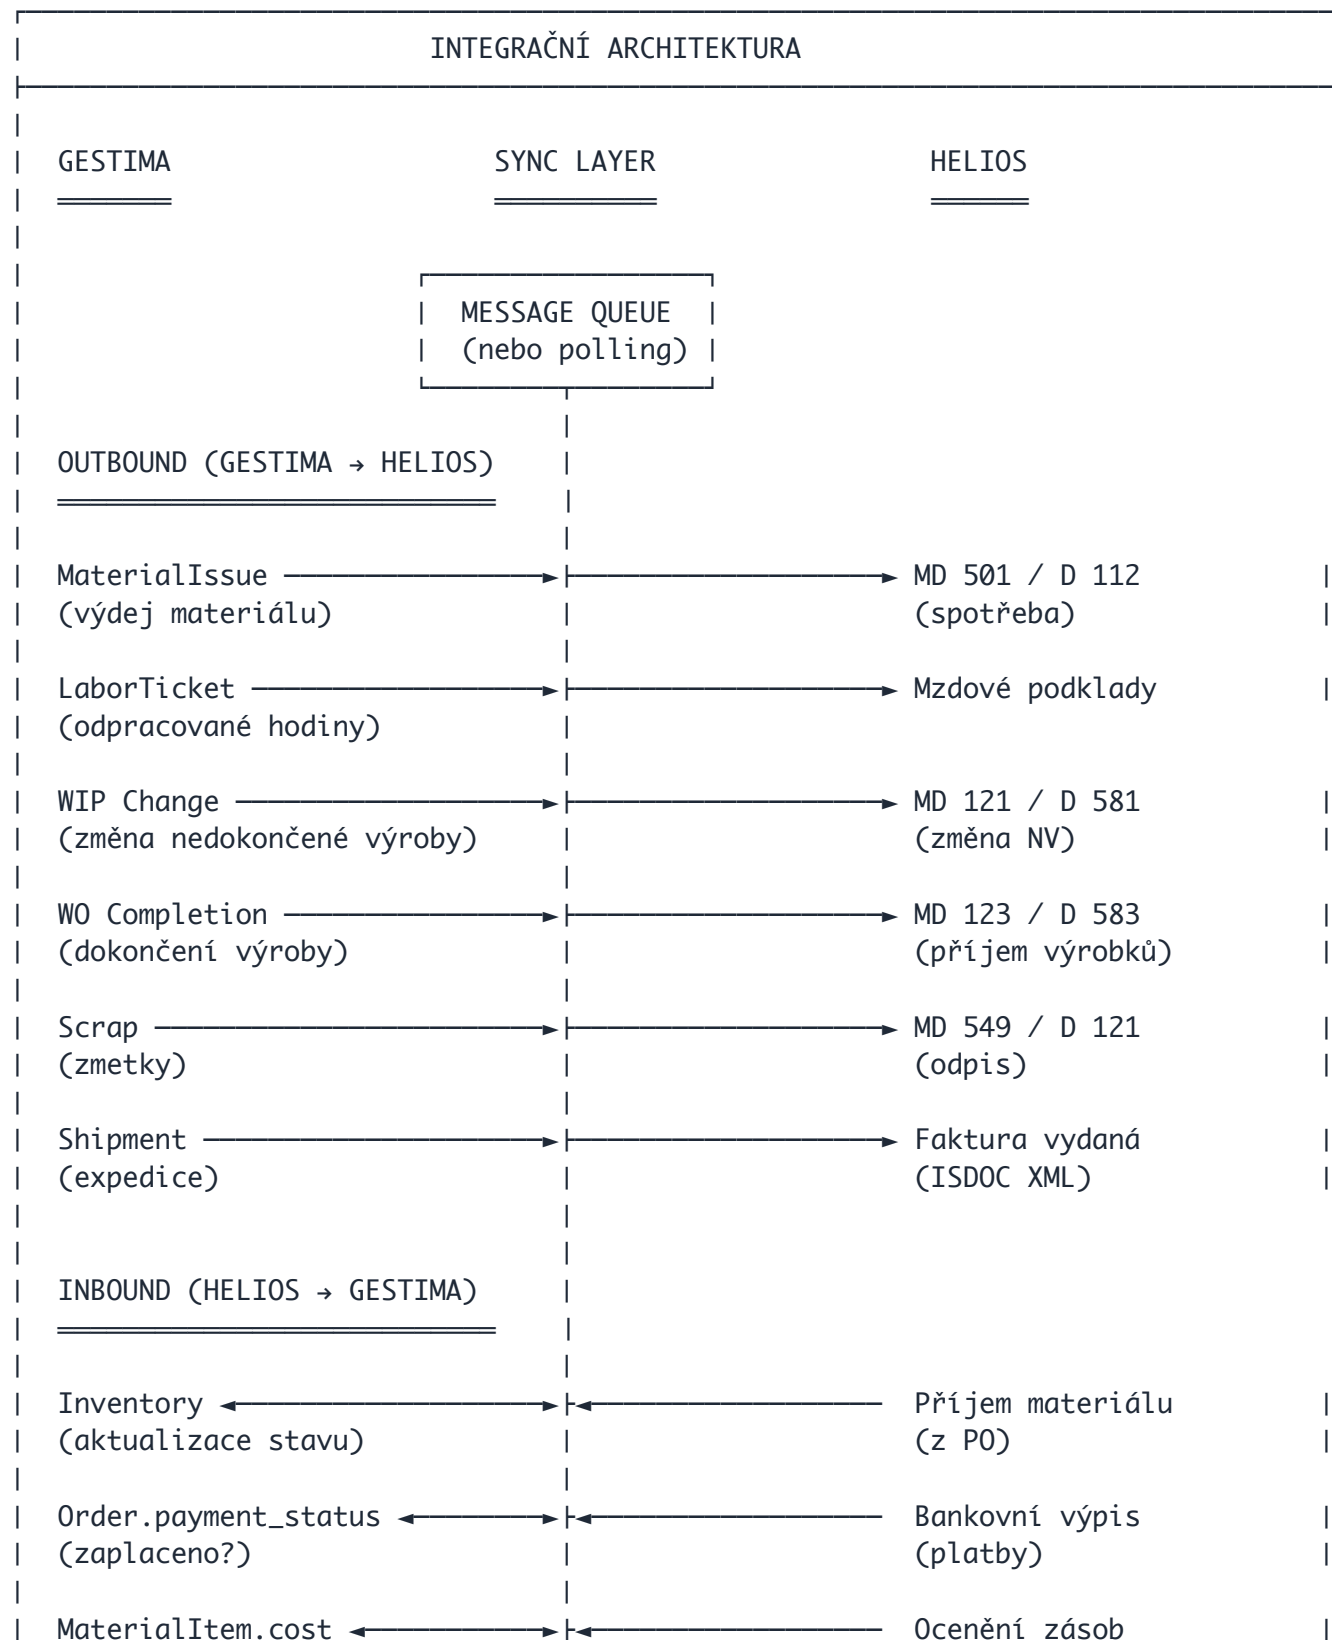 INTEGRAČNÍ ARCHITEKTURA
GESTIMA SYNC LAYER HELIOS
MESSAGE QUEUE
(nebo polling)
OUTBOUND (GESTIMA → HELIOS)
MaterialIssue MD 501 / D 112
(výdej materiálu) (spotřeba)
LaborTicket Mzdové podklady
(odpracované hodiny)
WIP Change MD 121 / D 581
(změna nedokončené výroby) (změna NV)
WO Completion MD 123 / D 583
(dokončení výroby) (příjem výrobků)
Scrap MD 549 / D 121
(zmetky) (odpis)
Shipment Faktura vydaná
(expedice) (ISDOC XML)
INBOUND (HELIOS → GESTIMA)
Inventory Příjem materiálu
(aktualizace stavu) (z PO)
Order.payment_status Bankovní výpis
(zaplaceno?) (platby)
MaterialItem.cost Ocenění zásob